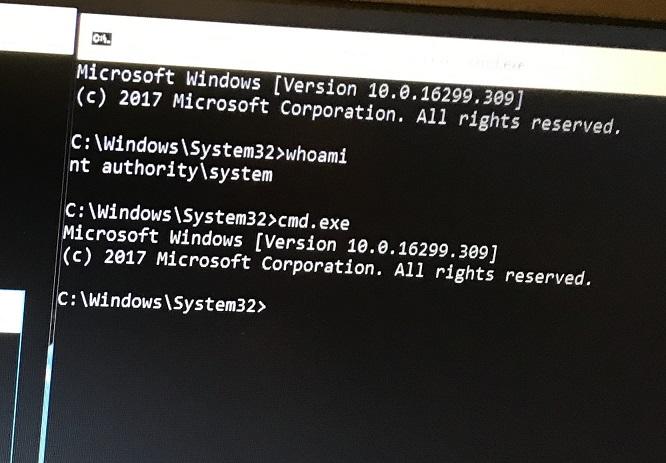 Microsoft Windows [Version 10.0.16299.309]
(c) 2017 Microsoft Corporation. All rights reserved.
C:\Windows\System32>whoami
nt authority\system
C:\Windows\System32>cmd.exe
Microsoft Windows [Version 10.0.16299.309]
(c) 2017 Microsoft Corporation. All rights reserved.
C:\Windows\System32>